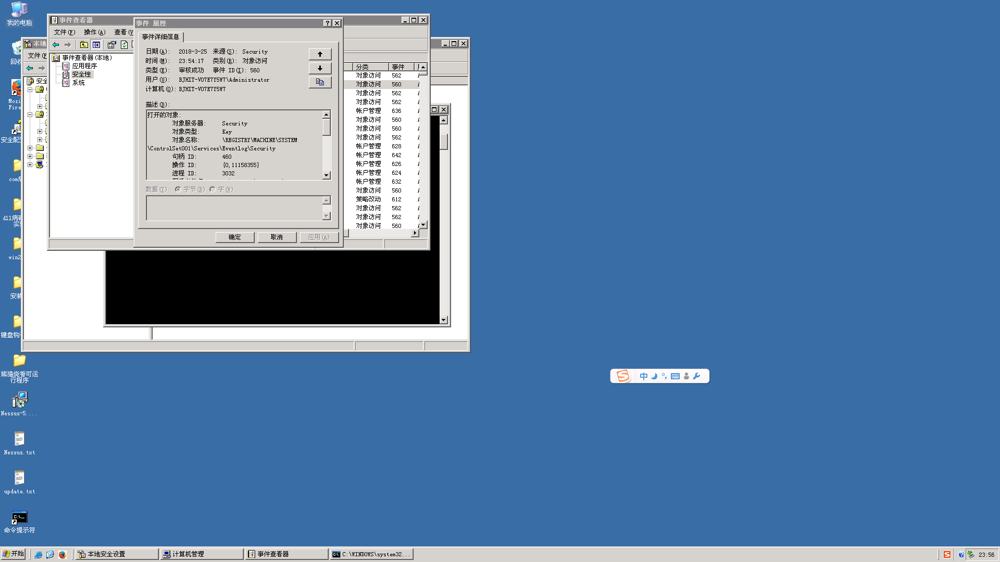 我的电脑
安全配
键盘钩
熊猫烧香可运
行程序
Nessus-5....
Nessus.txt
update.txt
命令提示符
事件查看器
文件(F) 操作(A) 查看(V
事件查看器(本地)
应用程序
安全性
系统
事件 属性
事件详细信息
日期(A): 2018-3-25 来源(S): Security
时间(M): 23:54:17 类别(R): 对象访问
类型(E): 审核成功 事件 ID(I): 560
用户(U): BJHIT-VO7E7Y5W7\Administrator
计算机(O): BJHIT-VO7E7Y5W7
描述(D):
打开的对象:
对象服务器: Security
对象类型: Key
对象名称: \REGISTRY\MACHINE\SYSTEM
\ControlSet001\Services\Eventlog\Security
句柄 ID: 460
操作 ID: {0,11158355}
进程 ID: 3032
数据(T): 字节(B) 字(W)
确定 取消 应用(A)
分类 事件
对象访问 562
对象访问 560
对象访问 562
对象访问 562
帐户管理 636
对象访问 560
对象访问 560
对象访问 562
帐户管理 628
帐户管理 642
帐户管理 626
帐户管理 624
帐户管理 632
对象访问 560
策略改动 612
对象访问 562
对象访问 562
对象访问 560
本地
文件(F
安全
回收
Mozi
Fire
com
dll病
实
win2
安装
中
开始 本地安全设置 计算机管理 事件查看器 C:\WINDOWS\system32... 23:56